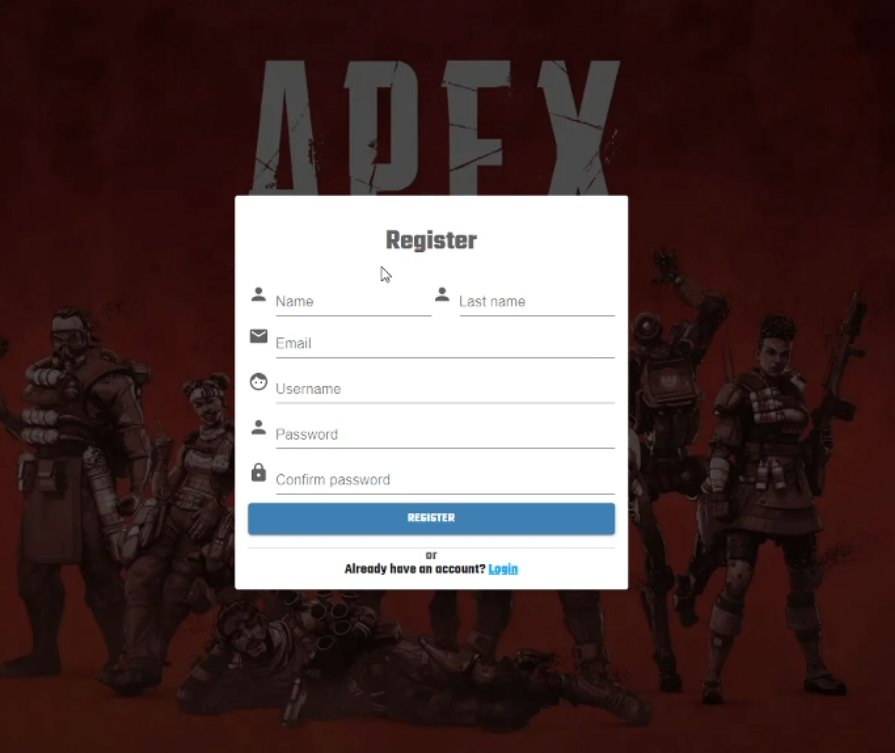 APEX
Register
Name Last name
Email
Username
Password
Confirm password
REGISTER
or
Already have an account? Login